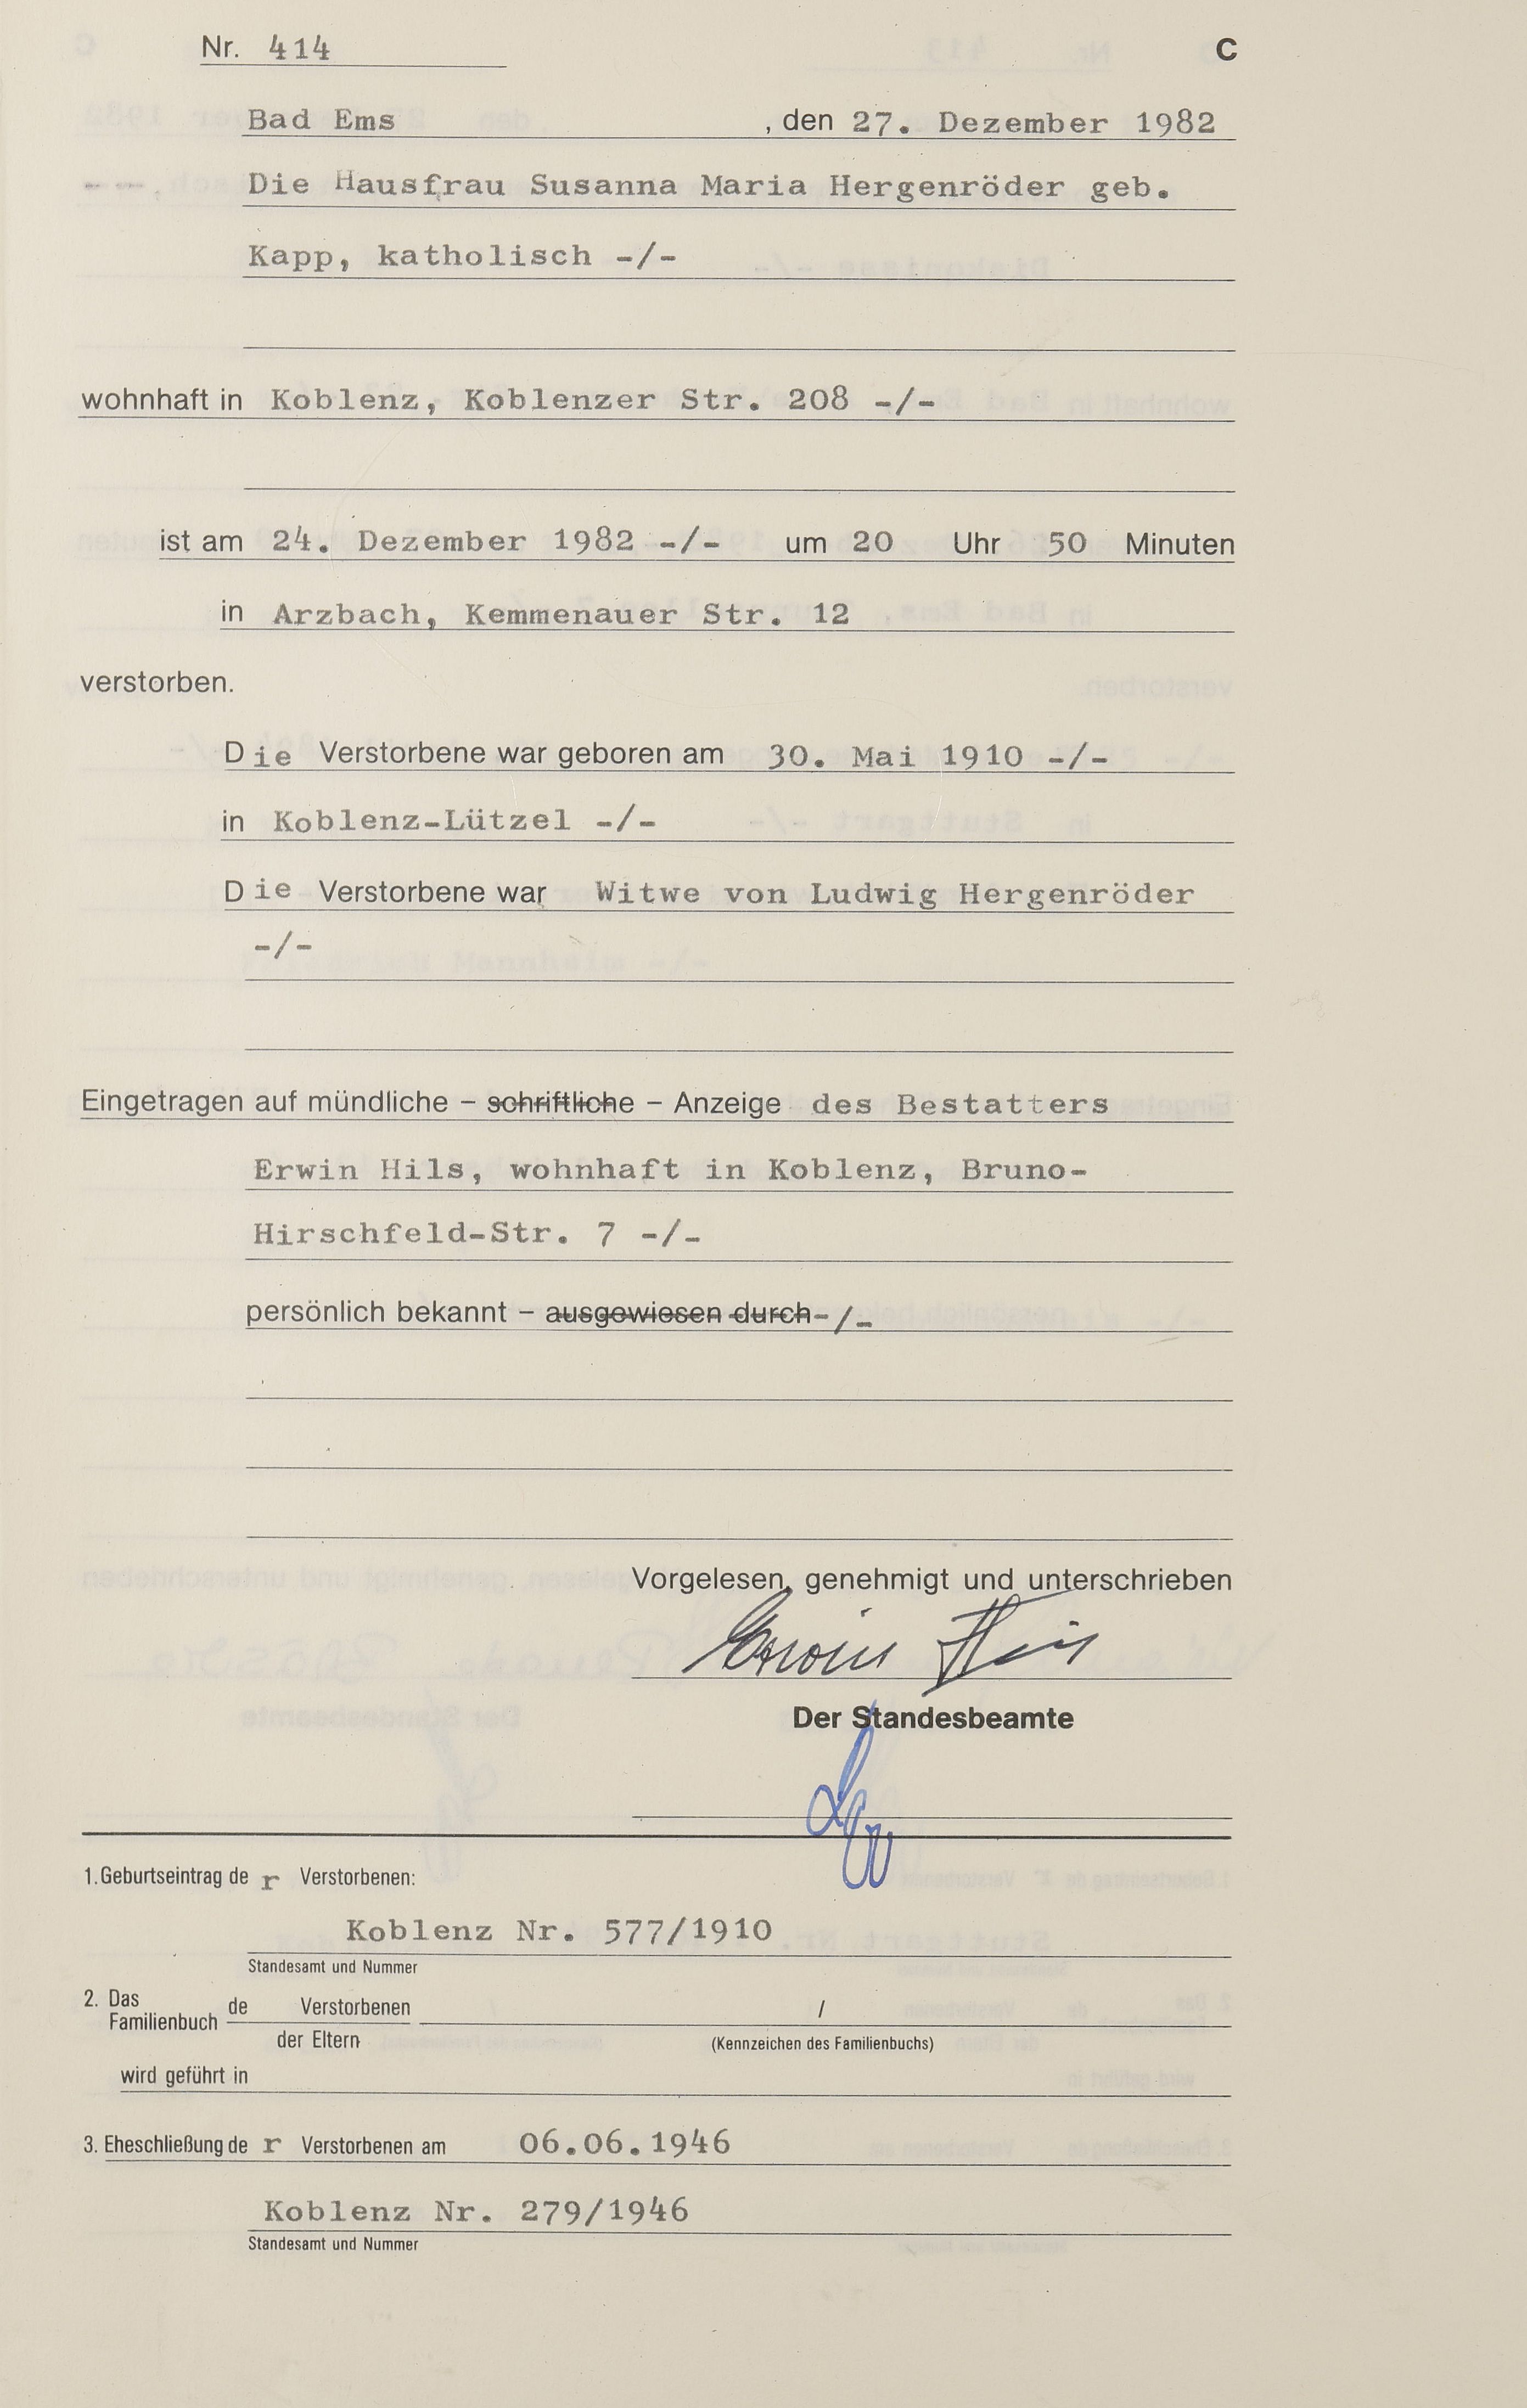 Nr. 414 C
Bad Ems , den 27. Dezember 1982
Die Hausfrau Susanna Maria Hergenröder geb.
Kapp, katholisch -/-
wohnhaft in Koblenz, Koblenzer Str. 208 -/-
ist am 24. Dezember 1982 -/- um 20 Uhr 50 Minuten
in Arzbach, Kemmenauer Str. 12
verstorben.
Die Verstorbene war geboren am 30. Mai 1910 -/-
in Koblenz-Lützel -/-
Die Verstorbene war Witwe von Ludwig Hergenröder
-/-
Eingetragen auf mündliche – schriftliche – Anzeige des Bestatters
Erwin Hils, wohnhaft in Koblenz, Bruno-
Hirschfeld-Str. 7 -/-
persönlich bekannt – ausgewiesen durch -/-
Vorgelesen, genehmigt und unterschrieben
Erwin Hils
Der Standesbeamte
1. Geburtseintrag de r Verstorbenen:
Koblenz Nr. 577/1910
Standesamt und Nummer
2. Das Familienbuch de Verstorbenen /
der Eltern (Kennzeichen des Familienbuchs)
wird geführt in
3. Eheschließung de r Verstorbenen am 06.06.1946
Koblenz Nr. 279/1946
Standesamt und Nummer